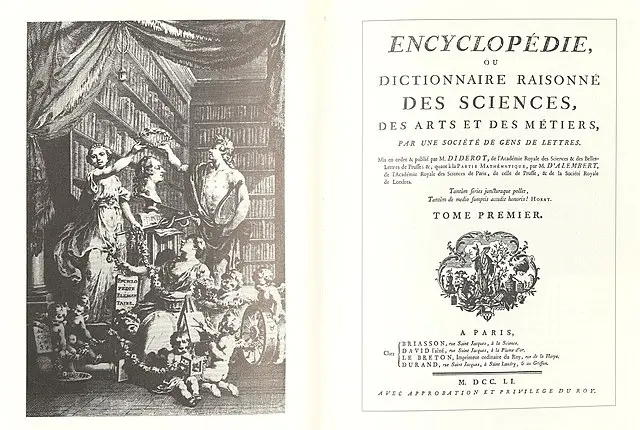 ENCYCLO
PEDIE
ELEMEN
TAIRE.
ENCYCLOPÉDIE,
OU
DICTIONNAIRE RAISONNÉ
DES SCIENCES,
DES ARTS ET DES MÉTIERS,
PAR UNE SOCIÉTÉ DE GENS DE LETTRES.
Mis en ordre & publié par M. DIDEROT, de l'Académie Royale des Sciences & des Belles-
Lettres de Prusse; & quant à la PARTIE MATHÉMATIQUE, par M. D'ALEMBERT,
de l'Académie Royale des Sciences de Paris, de celle de Prusse, & de la Société Royale
de Londres.
Tantùm series juncturaque pollet,
Tantùm de medio sumptis accedit honoris! HORAT.
TOME PREMIER.
A PARIS,
Chez
BRIASSON, rue Saint Jacques, à la Science.
DAVID l'aîné, rue Saint Jacques, à la Plume d'or.
LE BRETON, Imprimeur ordinaire du Roy, rue de la Harpe.
DURAND, rue Saint Jacques, à Saint Landry, & au Griffon.
M. DCC. LI.
AVEC APPROBATION ET PRIVILEGE DU ROY.